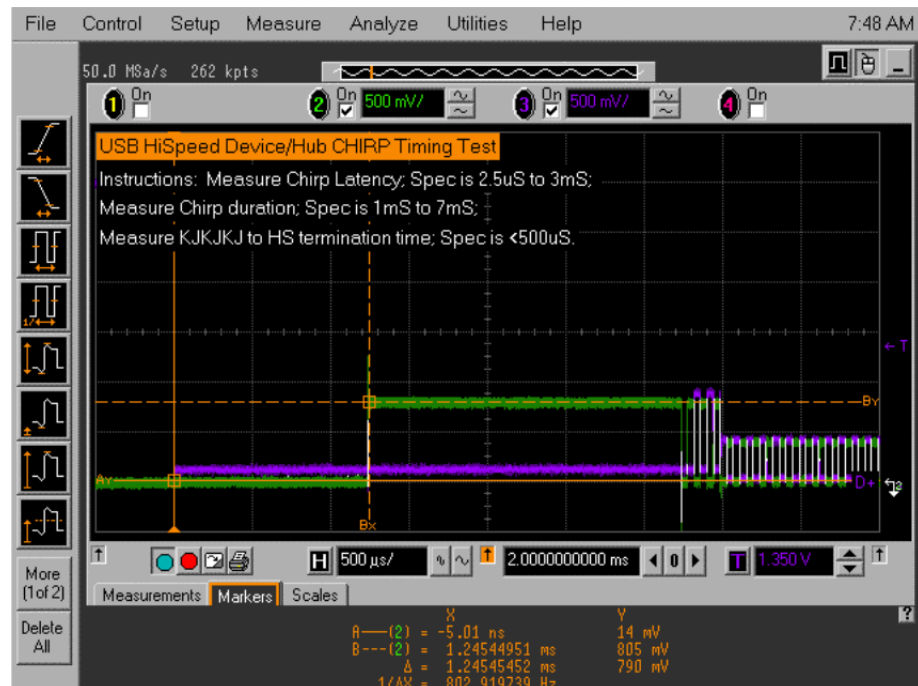 File Control Setup Measure Analyze Utilities Help 7:48 AM
50.0 MSa/s 262 kpts
1 On 2 On 500 mV/ 3 On 500 mV/ 4 On
USB HiSpeed Device/Hub CHIRP Timing Test
Instructions: Measure Chirp Latency; Spec is 2.5uS to 3mS;
Measure Chirp duration; Spec is 1mS to 7mS;
Measure KJKJKJ to HS termination time; Spec is <500uS.
T
By
Ay D+ 2
Bx
More
(1of 2)
Delete
All
H 500 µs/ 2.0000000000 ms 0 T 1.350 V
Measurements Markers Scales
X Y
A——(2) = -5.01 ns 14 mV
B---(2) = 1.24544951 ms 805 mV
Δ = 1.24545452 ms 790 mV
1/ΔX = 802.919739 Hz
?